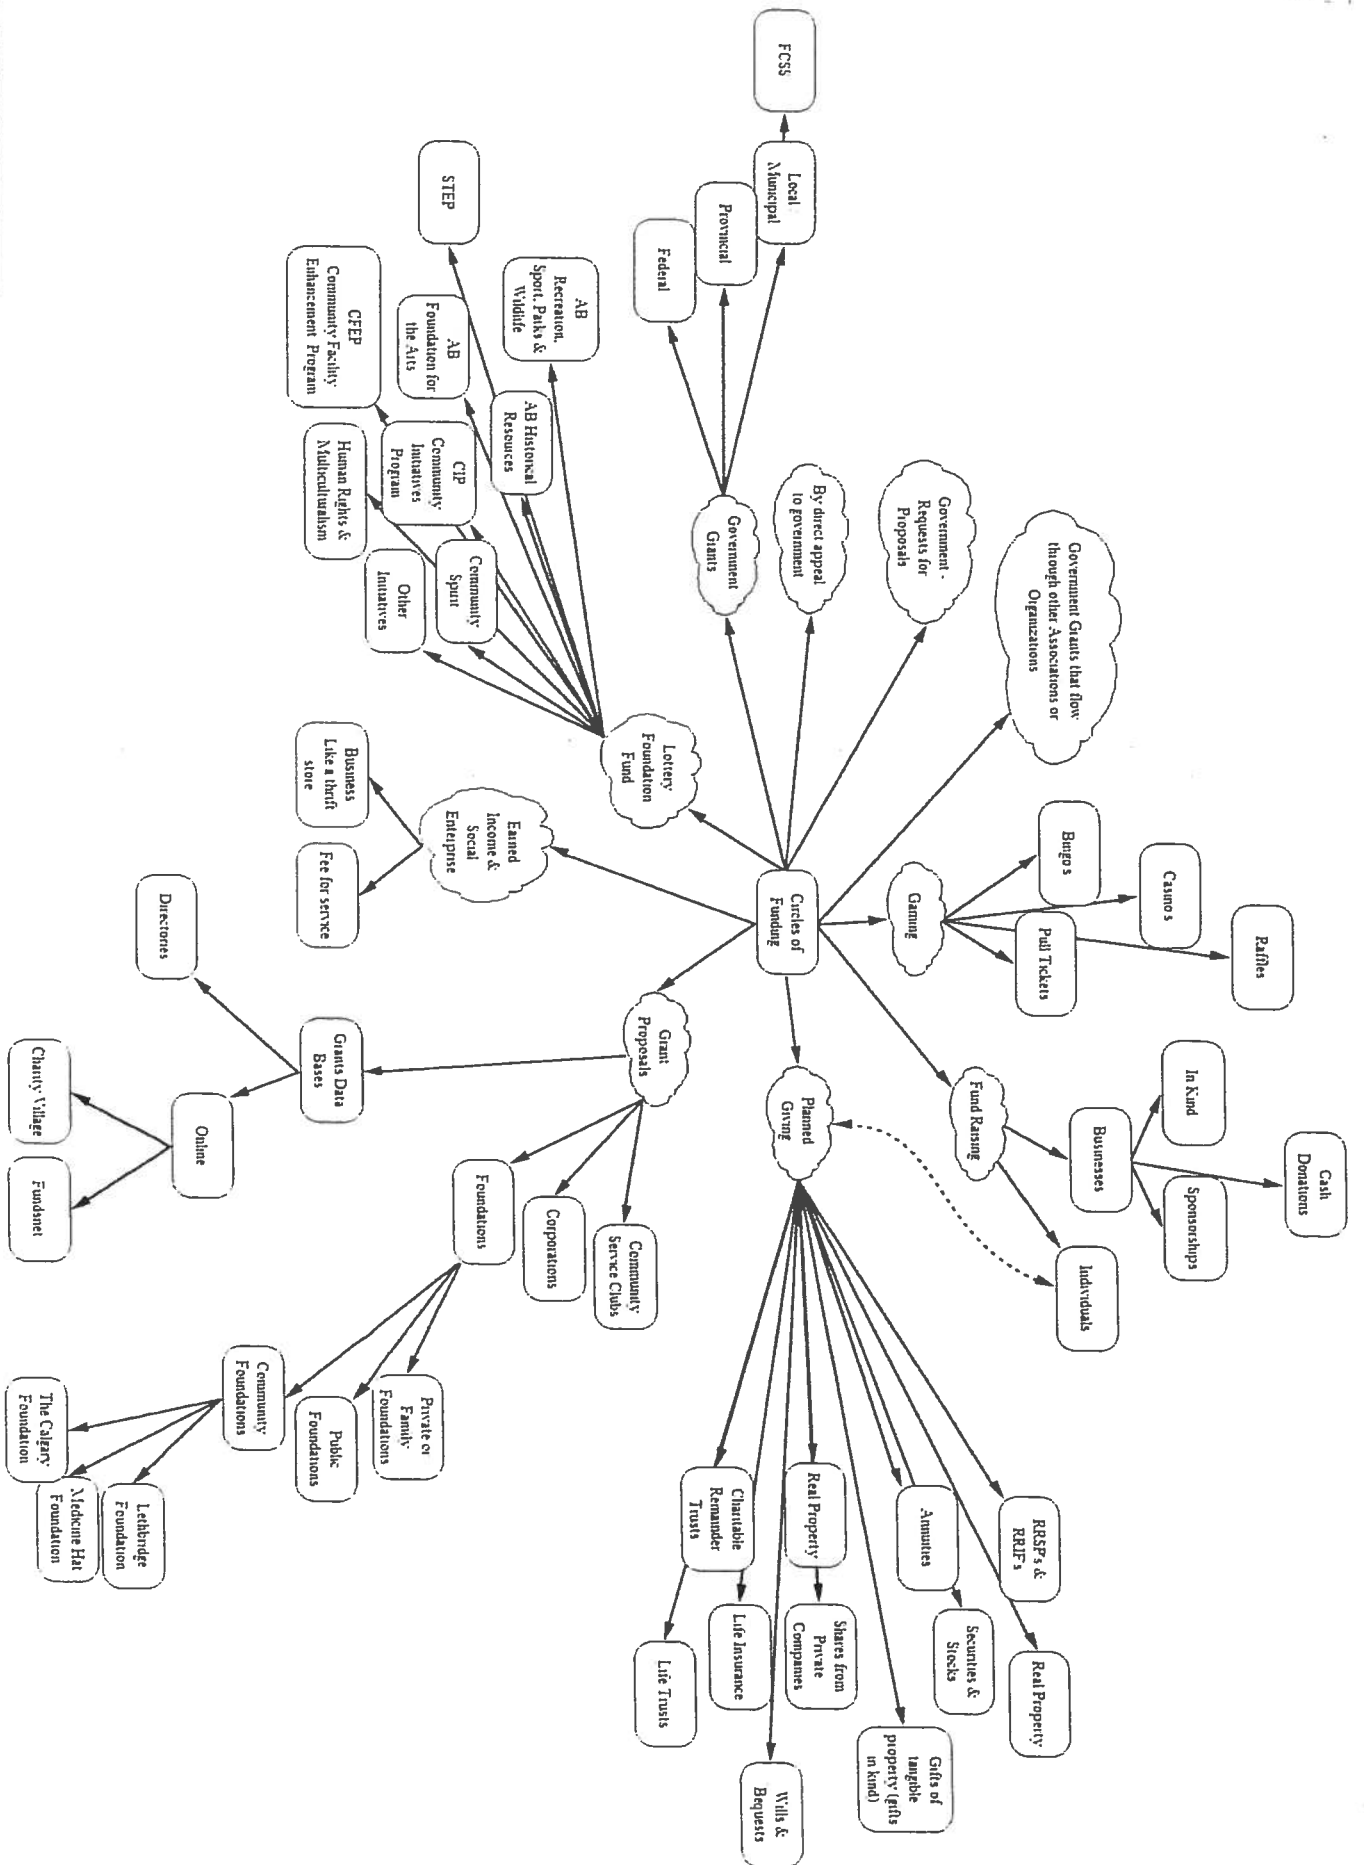 Raffles
Cash
Donations
Casino's
In Kind
Sponsorships
Bingo's
Pull Tickets
Businesses
Individuals
Government Grants that flow
through other Associations or
Organizations
Gaming
Fund Raising
RRSP's &
RRIF's
Real Property
Government -
Requests for
Proposals
Annuities
Securities &
Stocks
Gifts of
tangible
property (gifts
in kind)
FCSS
Local
Municipal
By direct appeal
to government
Circles of
Funding
Planned
Giving
Real Property
Shares from
Private
Companies
Wills &
Bequests
Provincial
Government
Grants
Charitable
Remainder
Trusts
Life Insurance
Federal
Lottery
Foundation
Fund
Grant
Proposals
Community
Service Clubs
Life Trusts
AB
Recreation,
Sport, Parks &
Wildlife
AB Historical
Resources
Corporations
STEP
AB
Foundation for
the Arts
CIP
Community
Initiatives
Program
Community
Spirit
Earned
Income &
Social
Enterprise
Foundations
CFEP
Community Facility
Enhancement Program
Human Rights &
Multiculturalism
Other
Initiatives
Business
Like a thrift
store
Fee for service
Grants Data
Bases
Private or
Family
Foundations
Public
Foundations
Directories
Online
Community
Foundations
Charity Village
Fundsnet
The Calgary
Foundation
Medicine Hat
Foundation
Lethbridge
Foundation